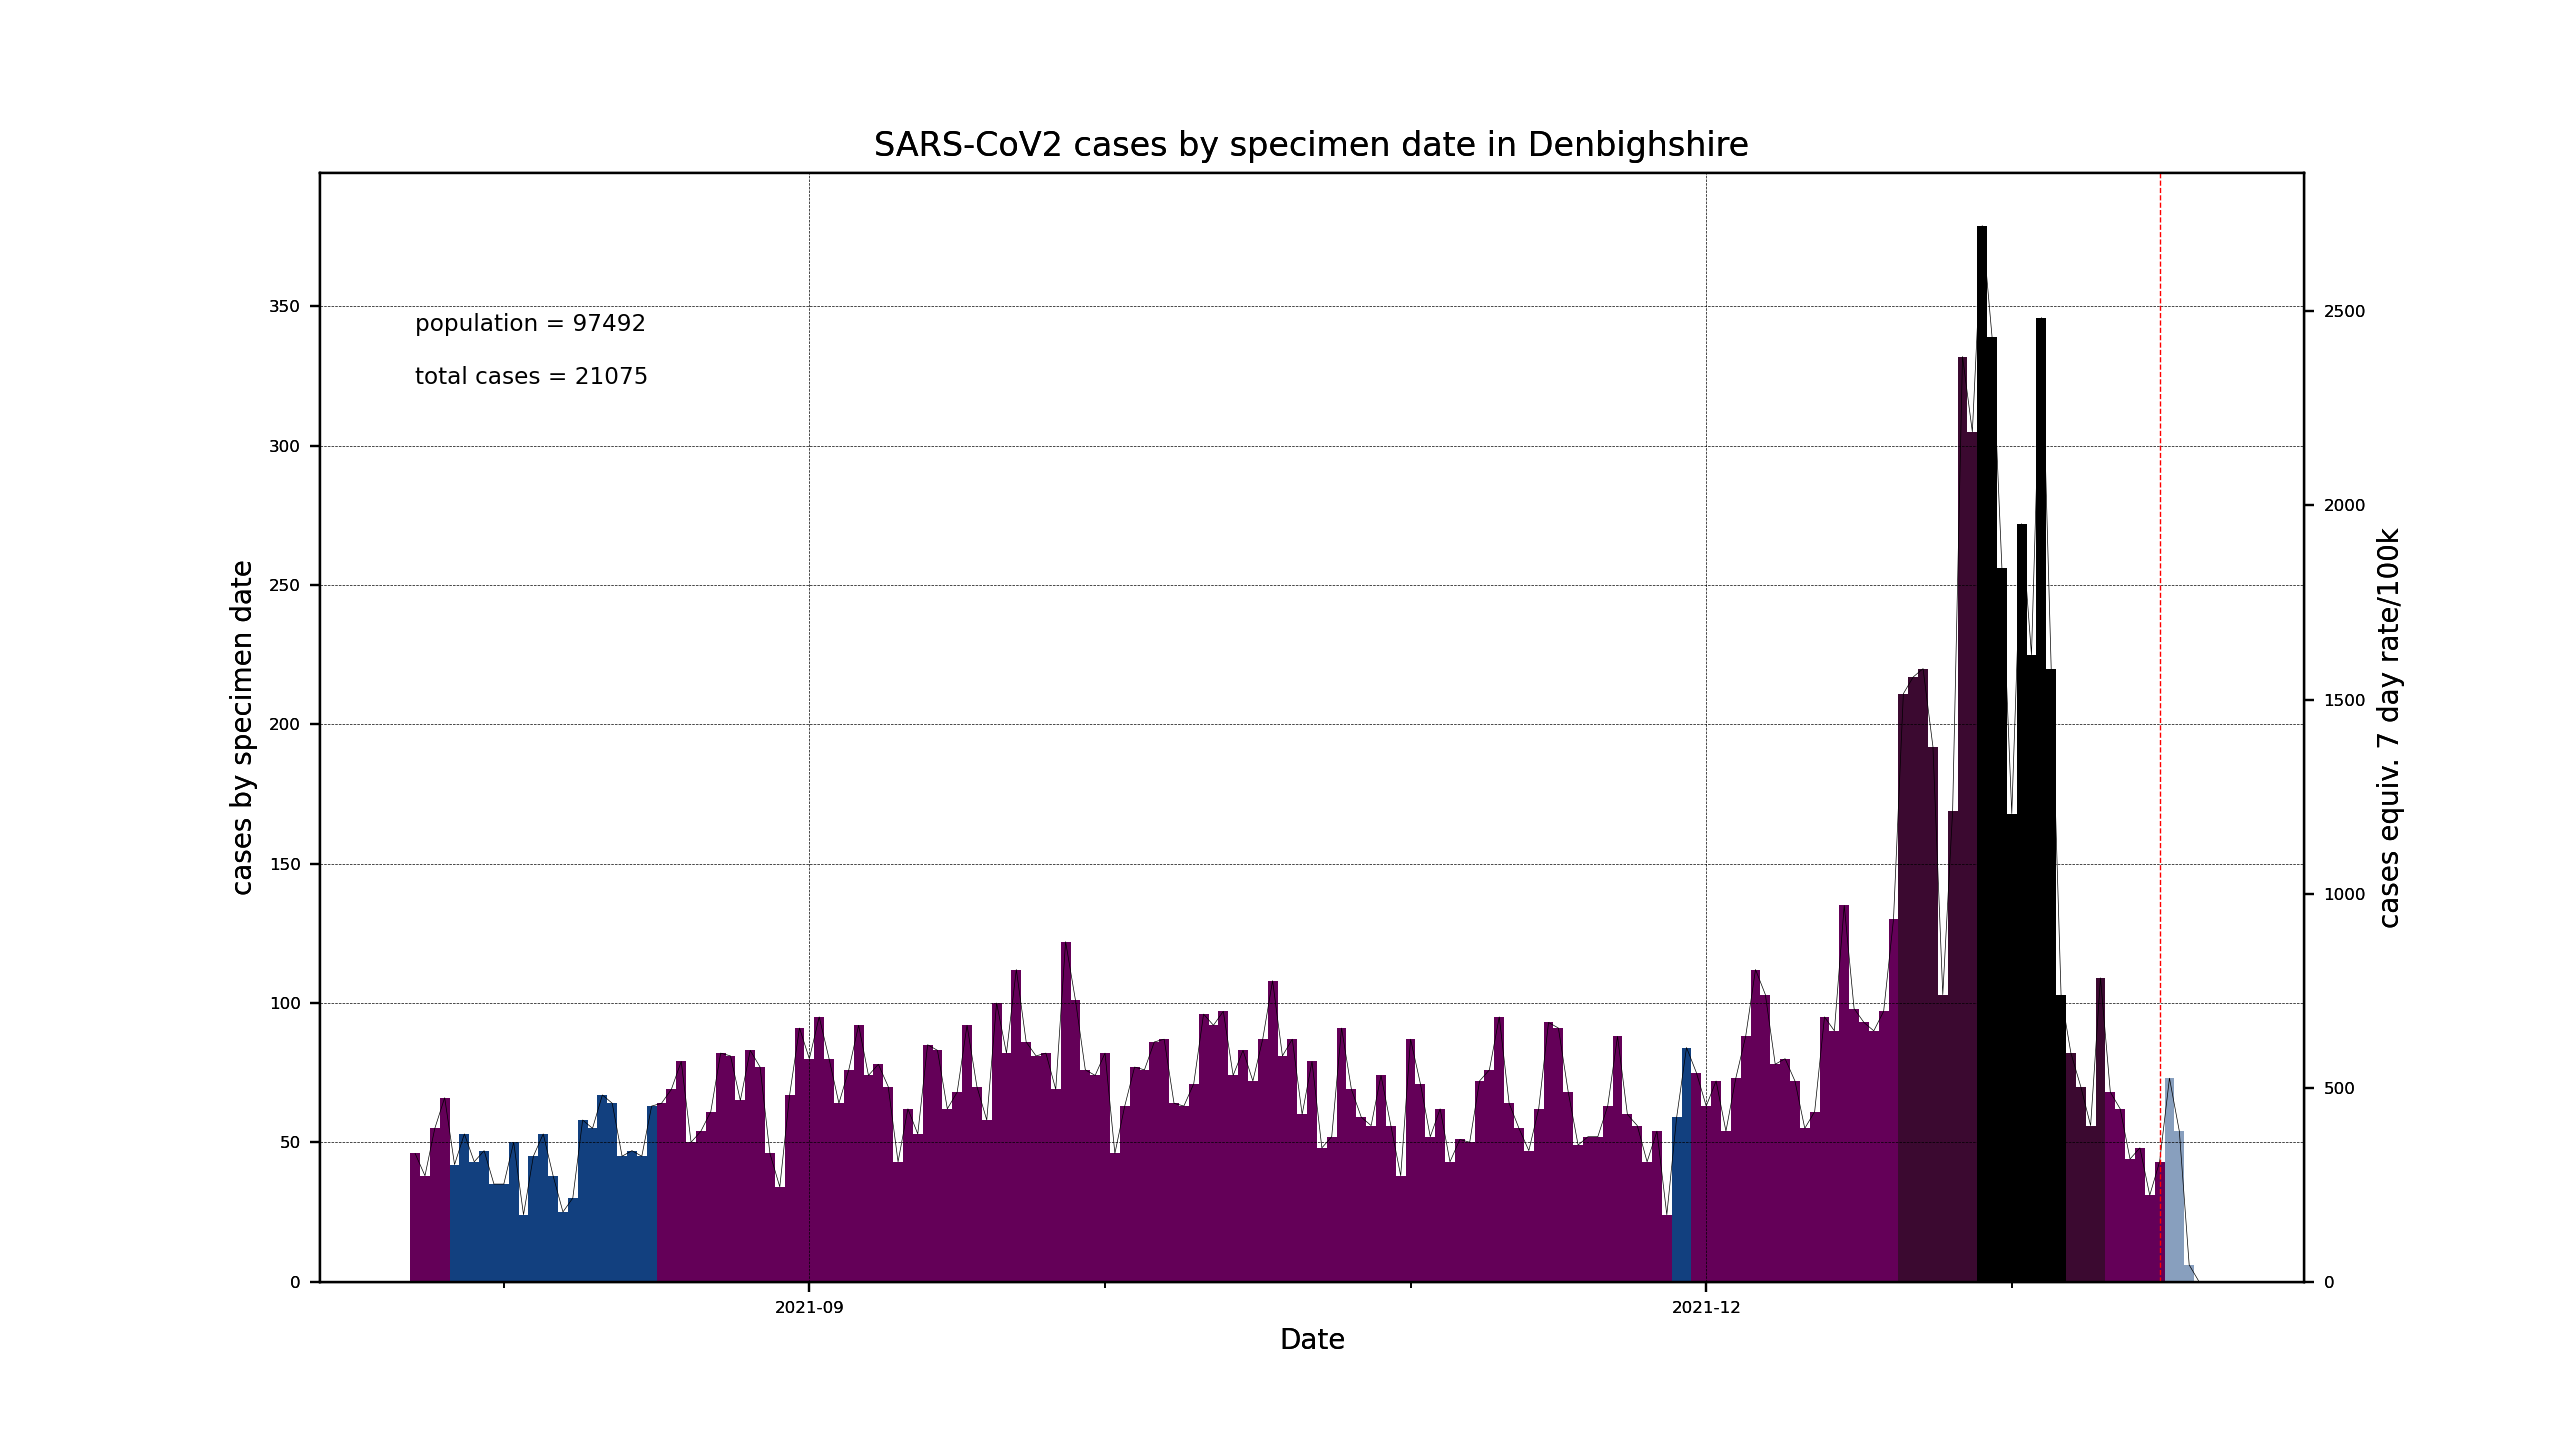 SARS-CoV2 cases by specimen date in Denbighshire
population = 97492
total cases = 21075
cases by specimen date
350
300
250
200
150
100
50
0
2500
2000
1500
1000
500
0
cases equiv. 7 day rate/100k
2021-09
2021-12
Date